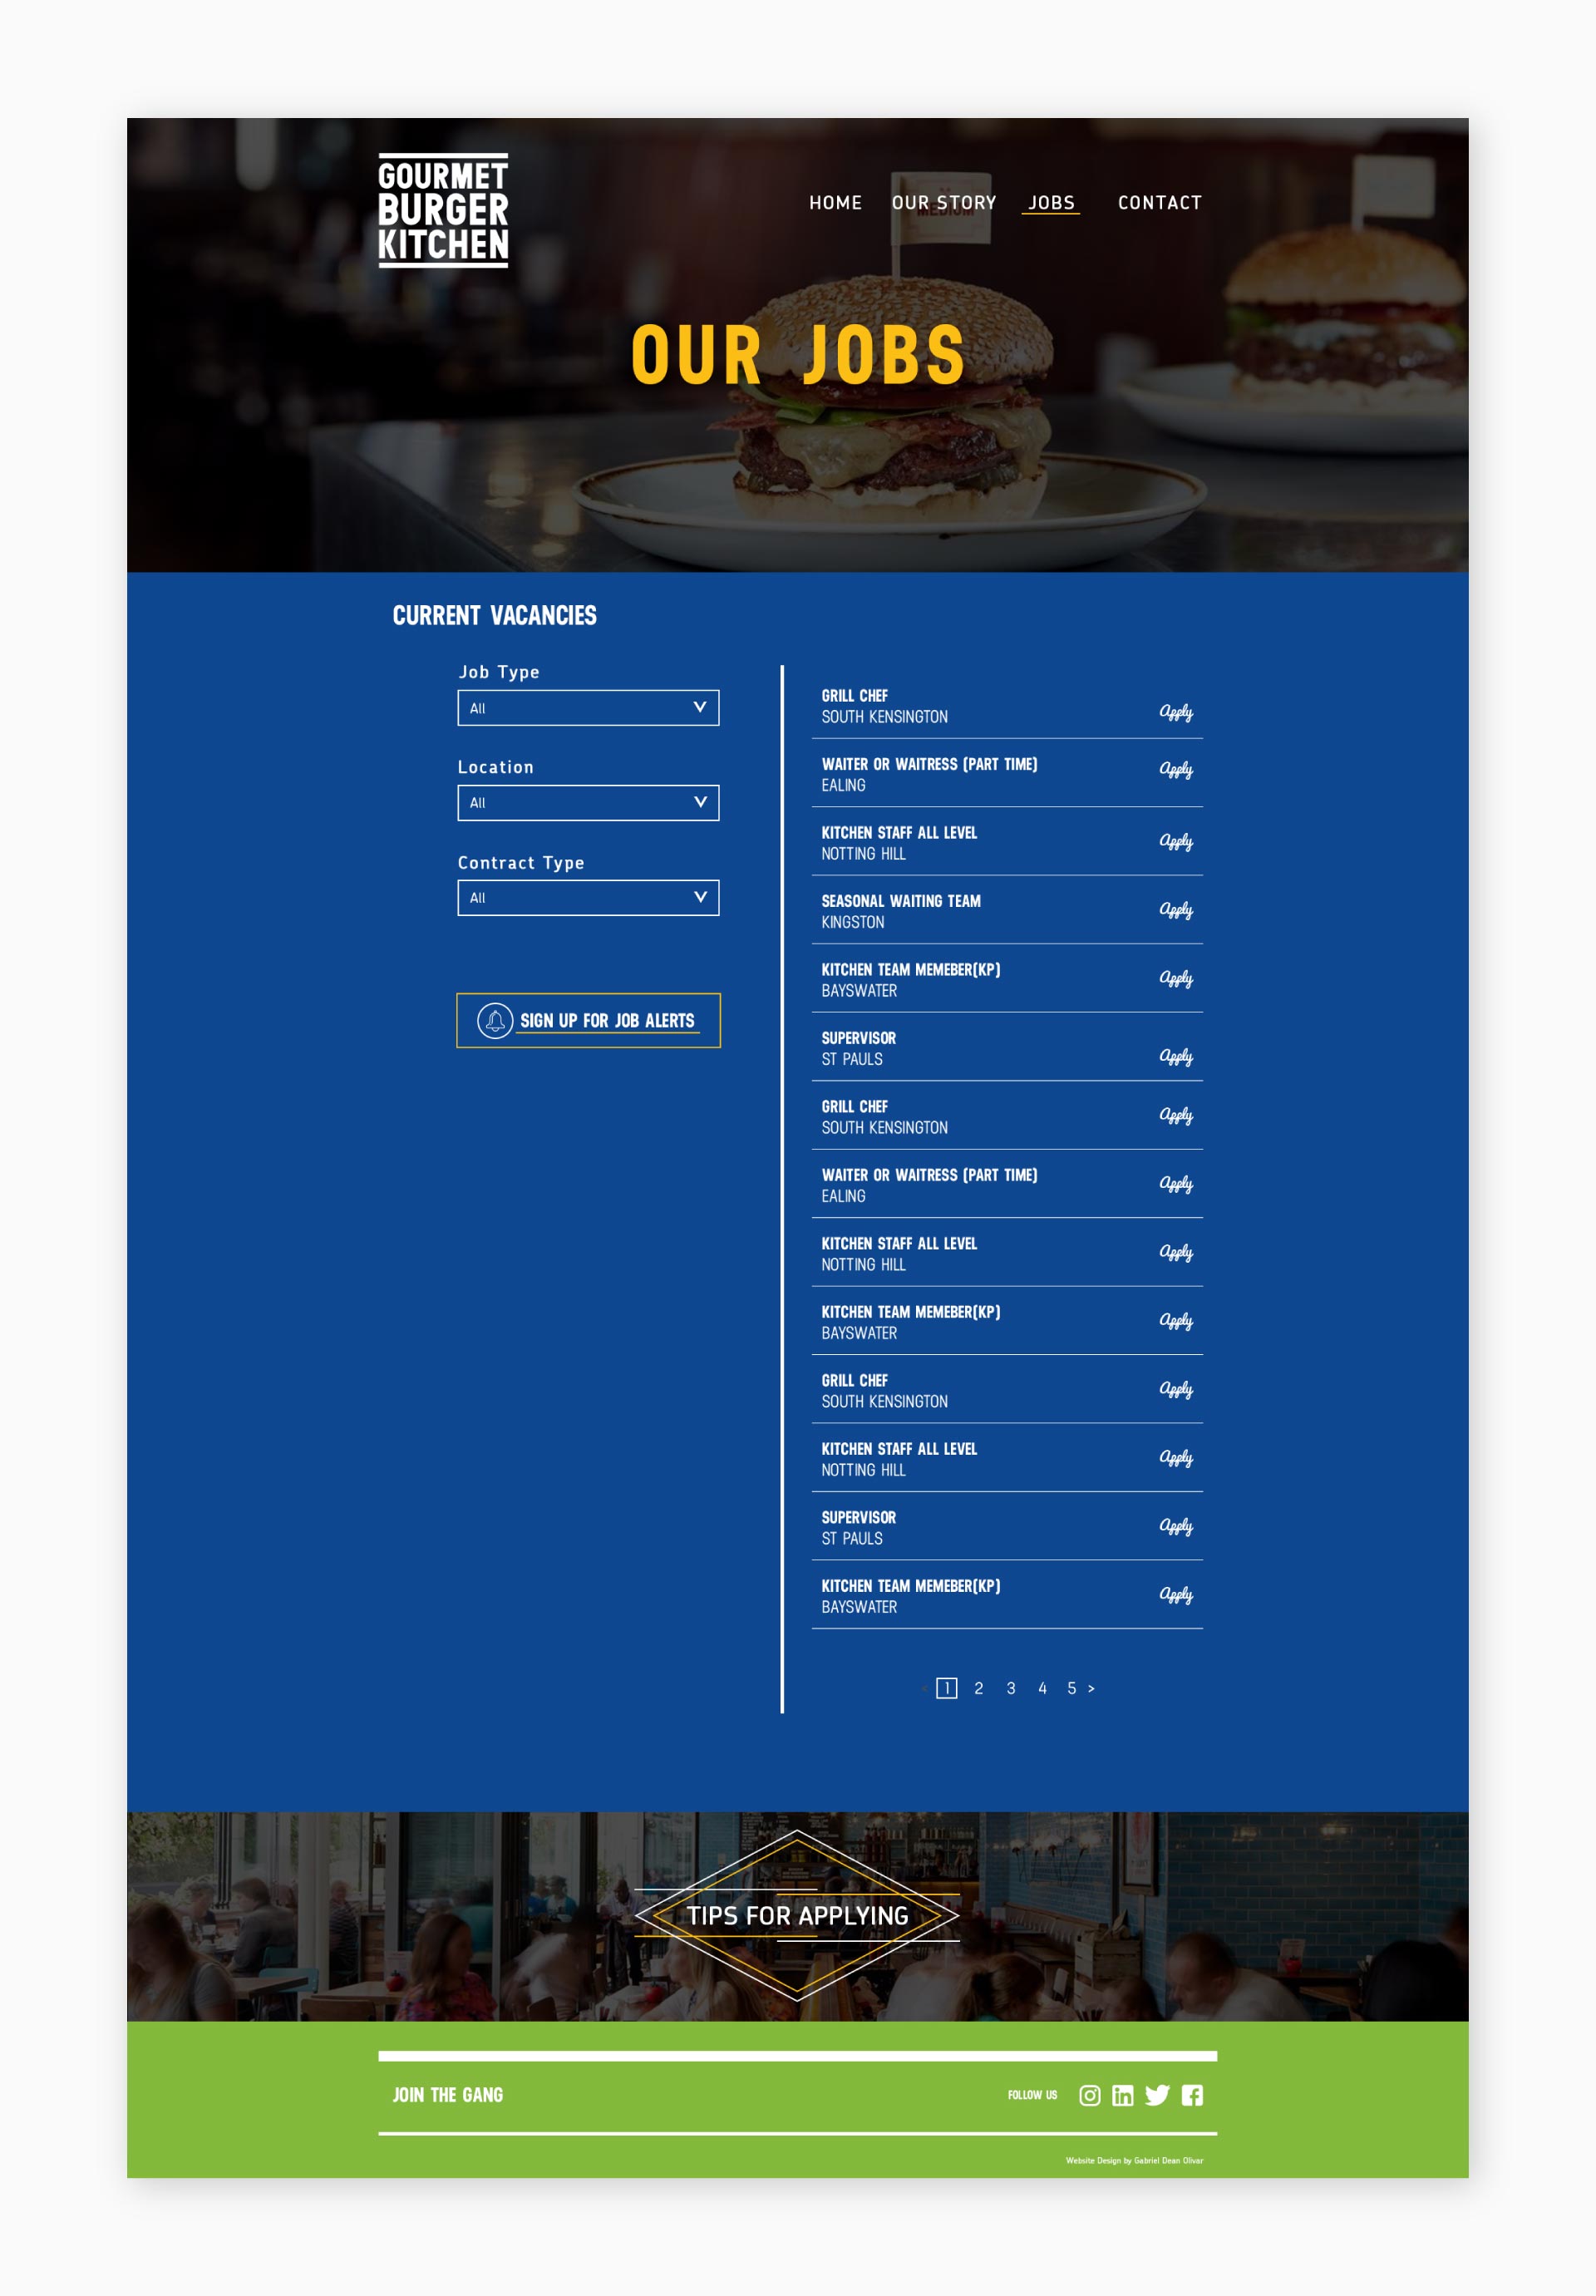 GOURMET
BURGER
KITCHEN
HOME OUR STORY JOBS CONTACT
MEDIUM
OUR JOBS
CURRENT VACANCIES
Job Type
All
Location
All
Contract Type
All
SIGN UP FOR JOB ALERTS
GRILL CHEF
SOUTH KENSINGTON
Apply
WAITER OR WAITRESS (PART TIME)
EALING
Apply
KITCHEN STAFF ALL LEVEL
NOTTING HILL
Apply
SEASONAL WAITING TEAM
KINGSTON
Apply
KITCHEN TEAM MEMEBER(KP)
BAYSWATER
Apply
SUPERVISOR
ST PAULS
Apply
GRILL CHEF
SOUTH KENSINGTON
Apply
WAITER OR WAITRESS (PART TIME)
EALING
Apply
KITCHEN STAFF ALL LEVEL
NOTTING HILL
Apply
KITCHEN TEAM MEMEBER(KP)
BAYSWATER
Apply
GRILL CHEF
SOUTH KENSINGTON
Apply
KITCHEN STAFF ALL LEVEL
NOTTING HILL
Apply
SUPERVISOR
ST PAULS
Apply
KITCHEN TEAM MEMEBER(KP)
BAYSWATER
Apply
< 1 2 3 4 5 >
TIPS FOR APPLYING
JOIN THE GANG
FOLLOW US
Website Design by Gabriel Dean Olivar